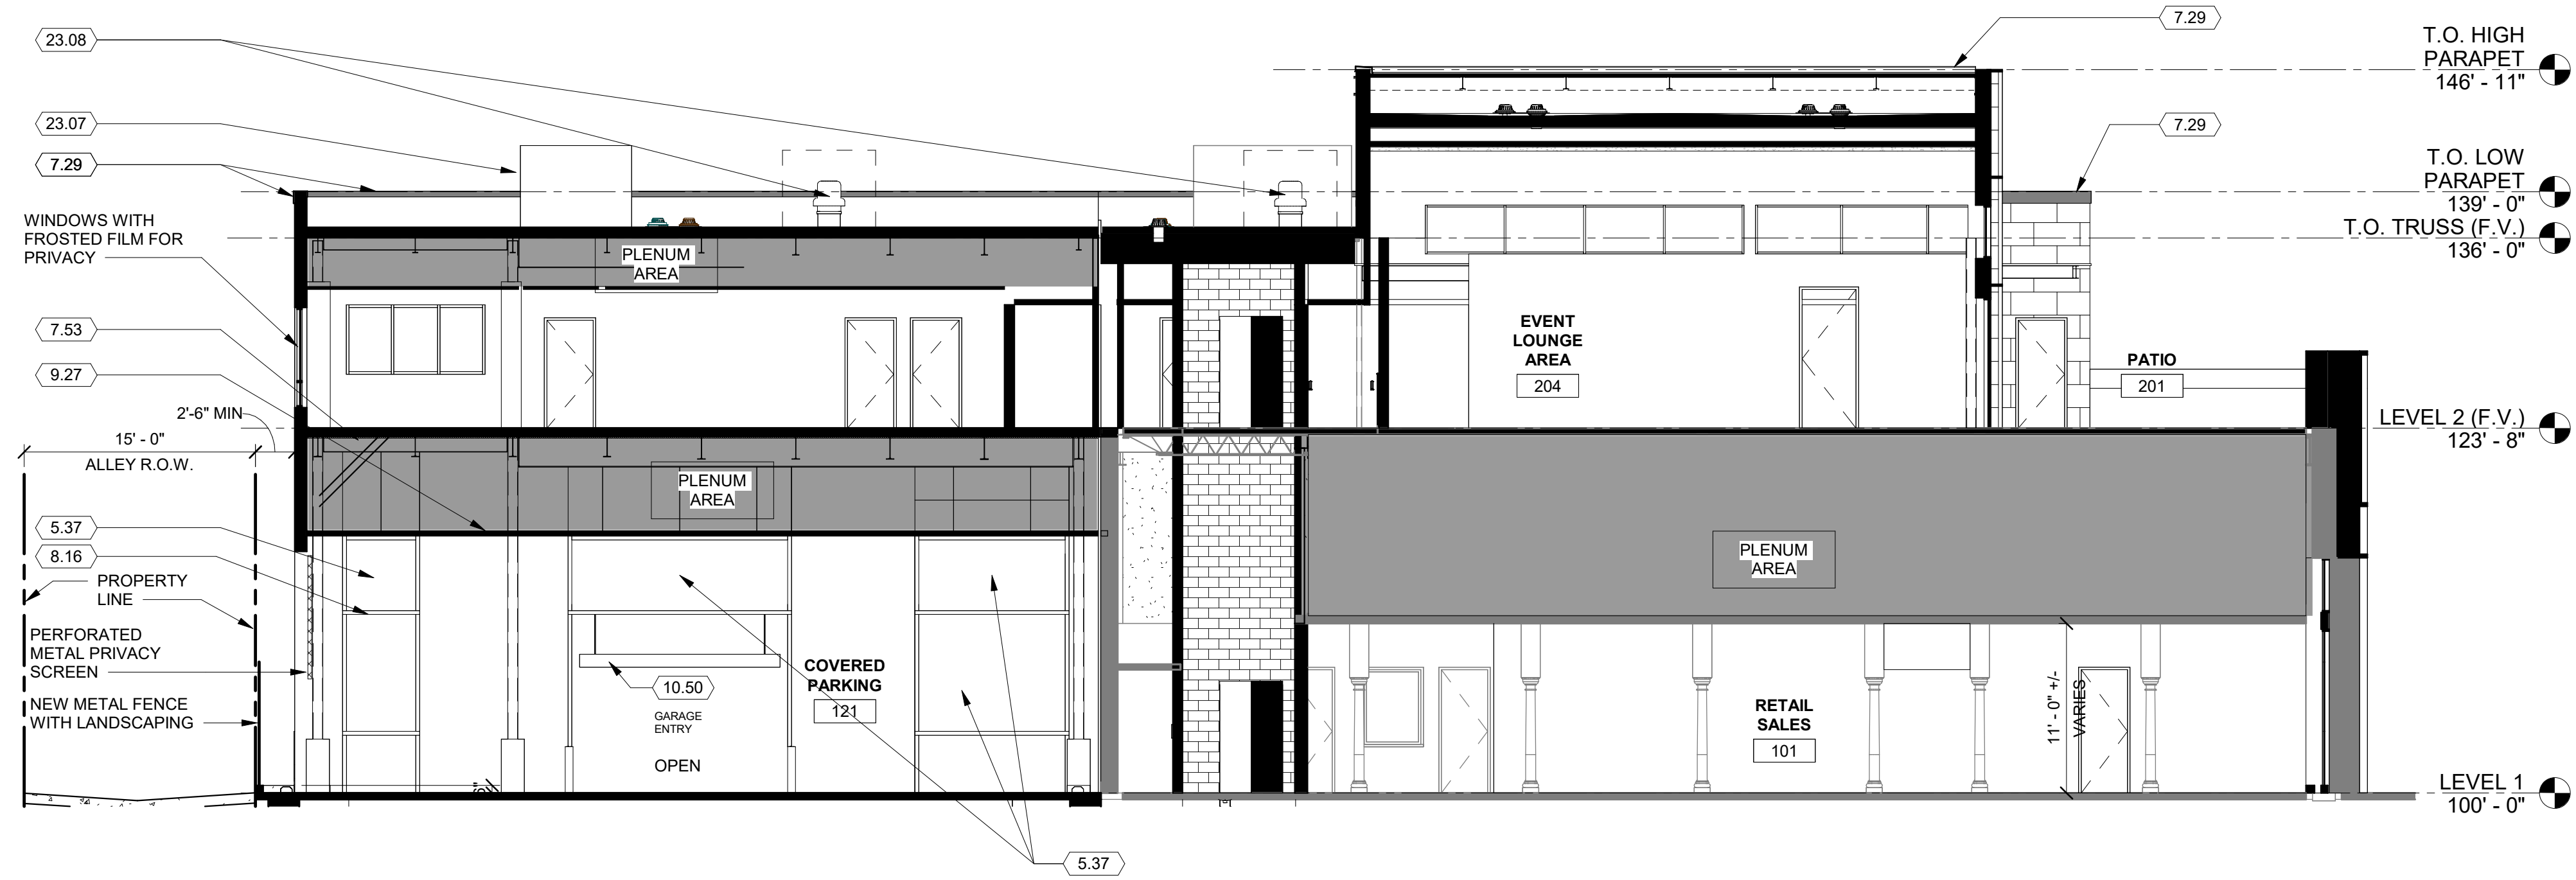 23.08
7.29
T.O. HIGH
PARAPET
146' - 11"
23.07
7.29
7.29
T.O. LOW
PARAPET
139' - 0"
WINDOWS WITH
FROSTED FILM FOR
PRIVACY
T.O. TRUSS (F.V.)
136' - 0"
PLENUM
AREA
7.53
EVENT
LOUNGE
AREA
204
9.27
PATIO
201
2'-6" MIN
LEVEL 2 (F.V.)
123' - 8"
15' - 0"
ALLEY R.O.W.
PLENUM
AREA
5.37
8.16
PLENUM
AREA
PROPERTY
LINE
PERFORATED
METAL PRIVACY
SCREEN
COVERED
PARKING
121
10.50
NEW METAL FENCE
WITH LANDSCAPING
GARAGE
ENTRY
OPEN
RETAIL
SALES
101
11' - 0" +/-
VARIES
LEVEL 1
100' - 0"
5.37